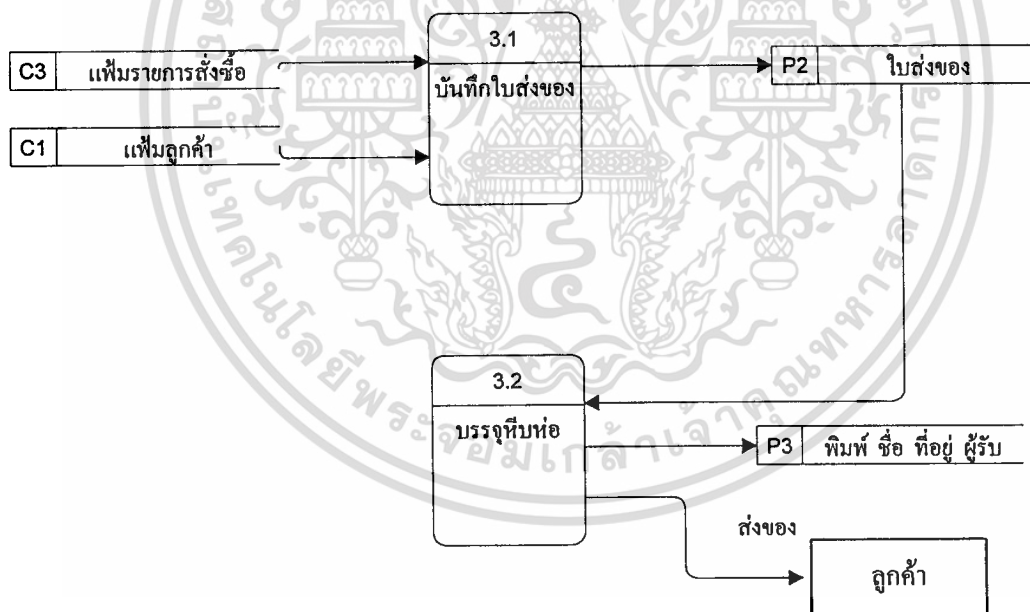 3.1
C3 แฟ้มรายการสั่งซื้อ
บันทึกใบส่งของ
P2 ใบส่งของ
C1 แฟ้มลูกค้า
3.2
บรรจุหีบห่อ
P3 พิมพ์ ชื่อ ที่อยู่ ผู้รับ
ส่งของ
ลูกค้า